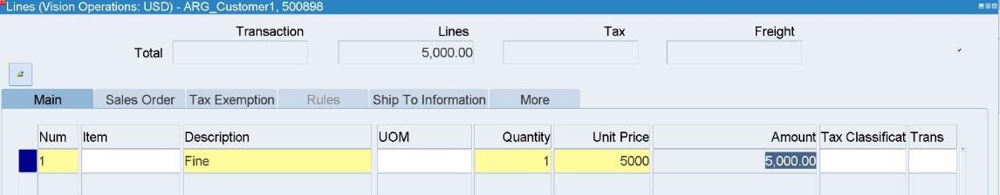 Lines (Vision Operations: USD) - ARG_Customer1, 500898
Transaction Lines Tax Freight
Total 5,000.00
Main Sales Order Tax Exemption Rules Ship To Information More
Num Item Description UOM Quantity Unit Price Amount Tax Classificat Trans
1 Fine 1 5000 5,000.00